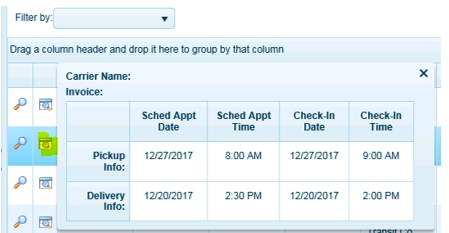 Filter by:
Drag a column header and drop it here to group by that column
Carrier Name:
Invoice:
Sched Appt Date Sched Appt Time Check-In Date Check-In Time
Pickup Info: 12/27/2017 8:00 AM 12/27/2017 9:00 AM
Delivery Info: 12/20/2017 2:30 PM 12/20/2017 2:00 PM
Transit Co